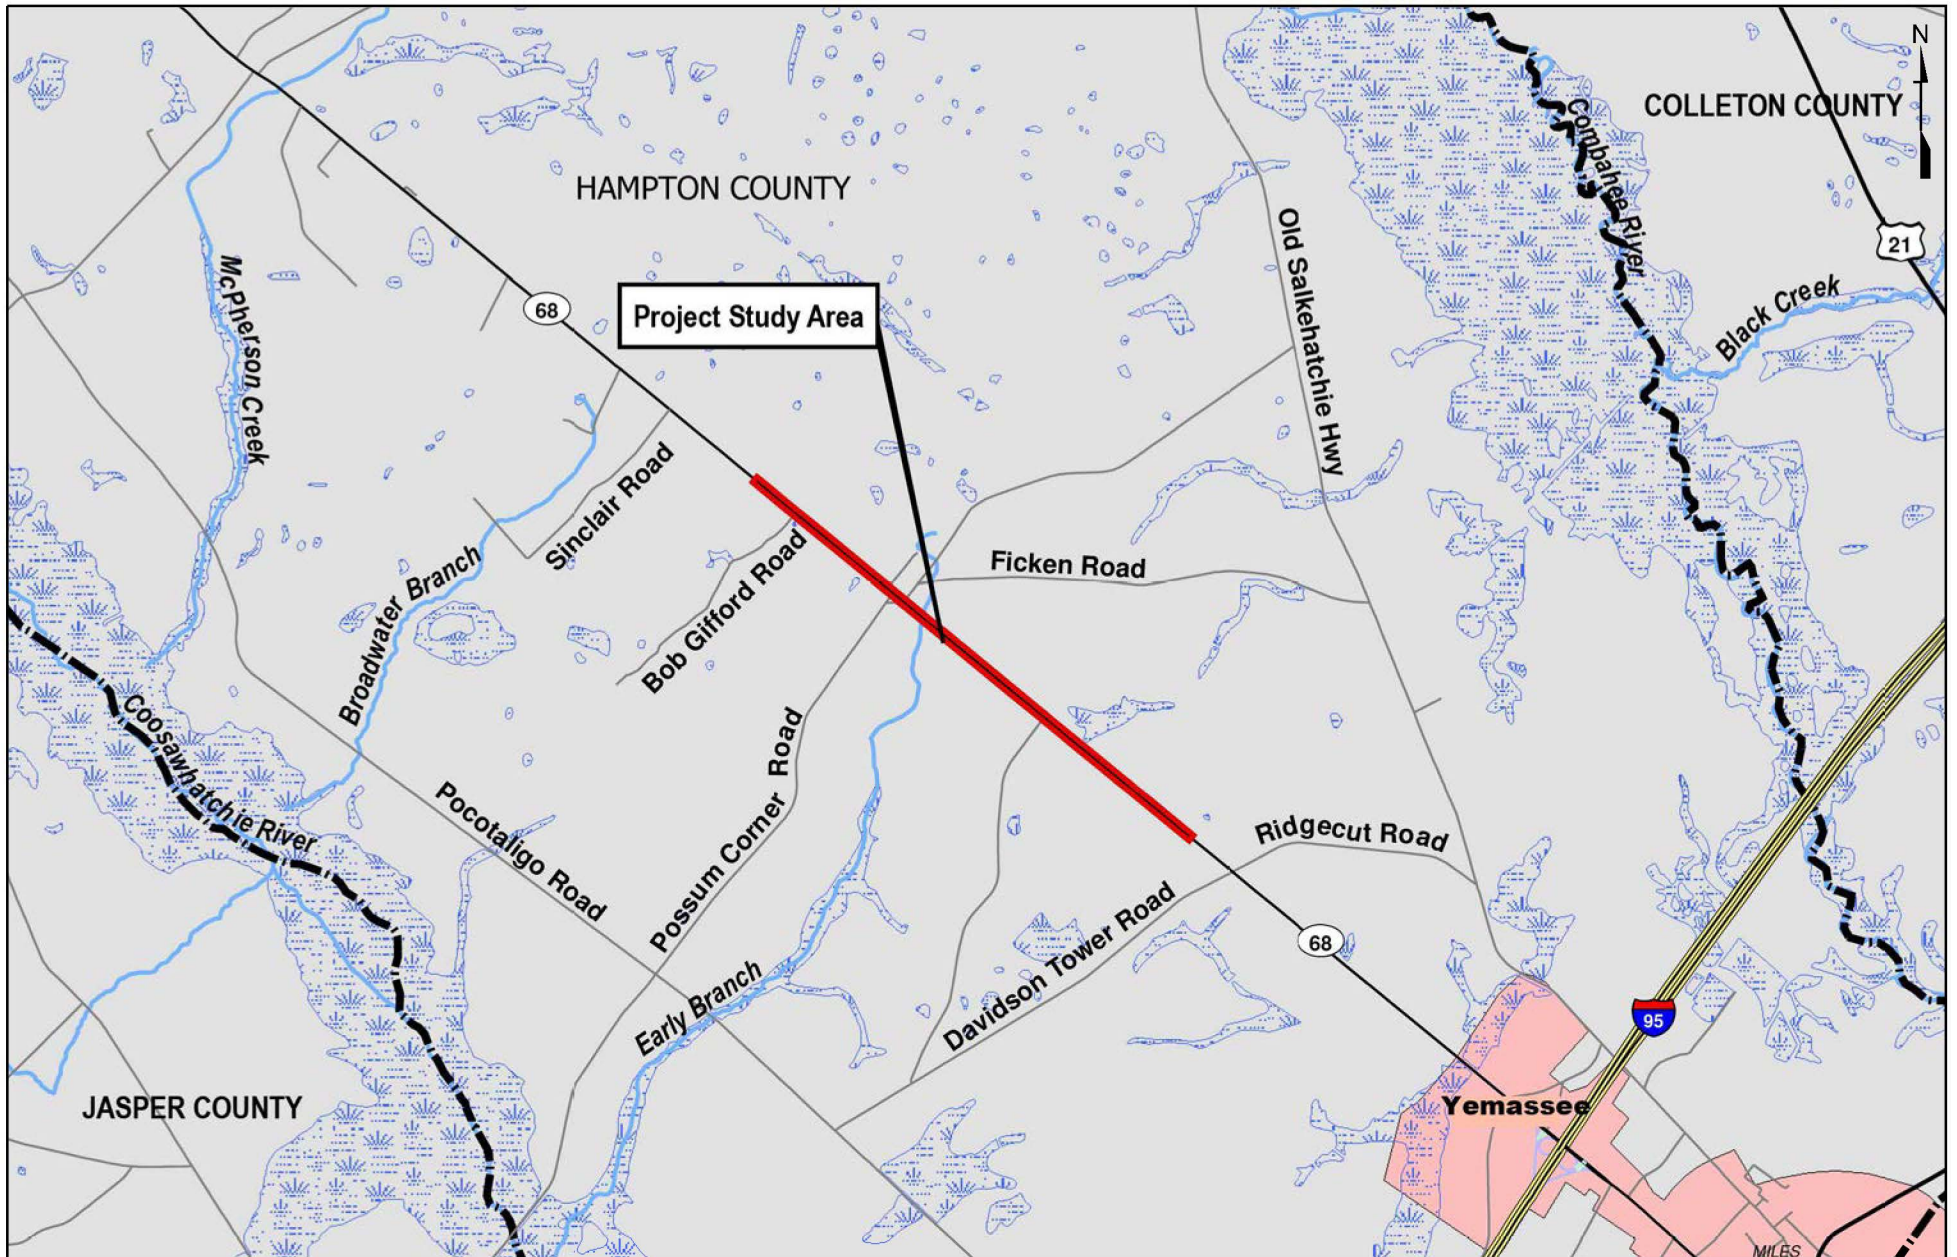 N
COLLETON COUNTY
Combahee River
HAMPTON COUNTY
21
Old Salkehatchie Hwy
McPherson Creek
Black Creek
68
Project Study Area
Sinclair Road
Ficken Road
Broadwater Branch
Bob Gifford Road
Coosawhatchie River
Pocotaligo Road
Possum Corner Road
Ridgecut Road
Davidson Tower Road
68
Early Branch
95
JASPER COUNTY
Yemassee
MILES